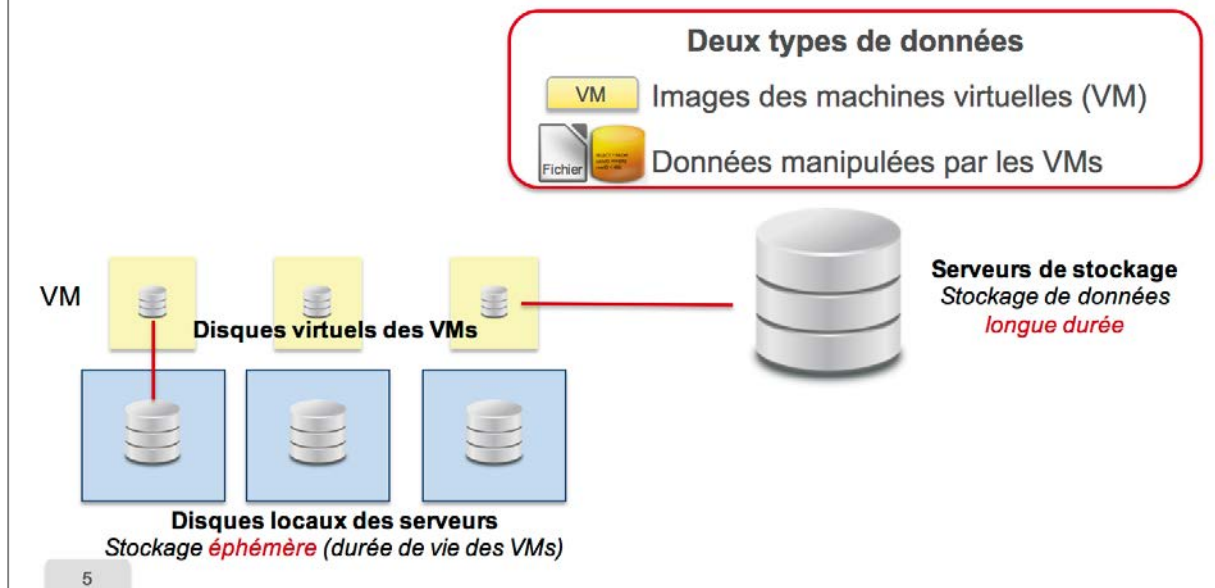 Deux types de données
VM
Images des machines virtuelles (VM)
Fichier
Données manipulées par les VMs
Serveurs de stockage
Stockage de données
longue durée
VM
Disques virtuels des VMs
Disques locaux des serveurs
Stockage éphémère (durée de vie des VMs)
5